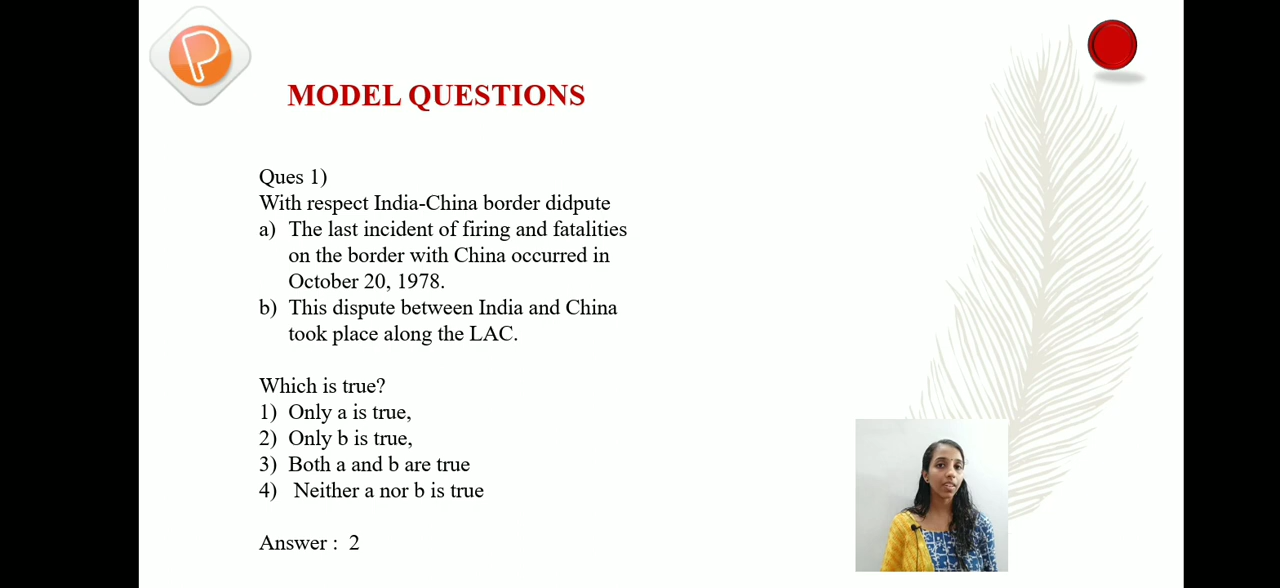 MODEL QUESTIONS
Ques 1)
With respect India-China border didpute
a) The last incident of firing and fatalities
on the border with China occurred in
October 20, 1978.
b) This dispute between India and China
took place along the LAC.
Which is true?
1) Only a is true,
2) Only b is true,
3) Both a and b are true
4) Neither a nor b is true
Answer : 2